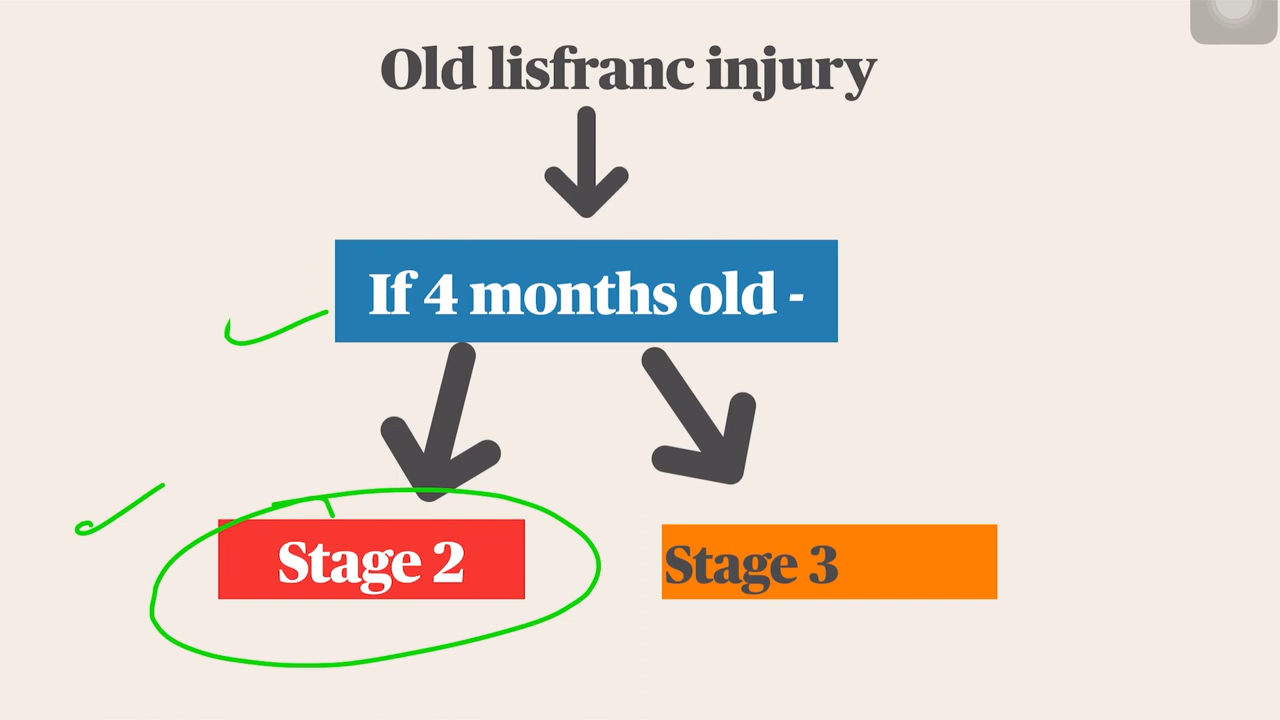 Old lisfranc injury
If 4 months old -
Stage 2
Stage 3